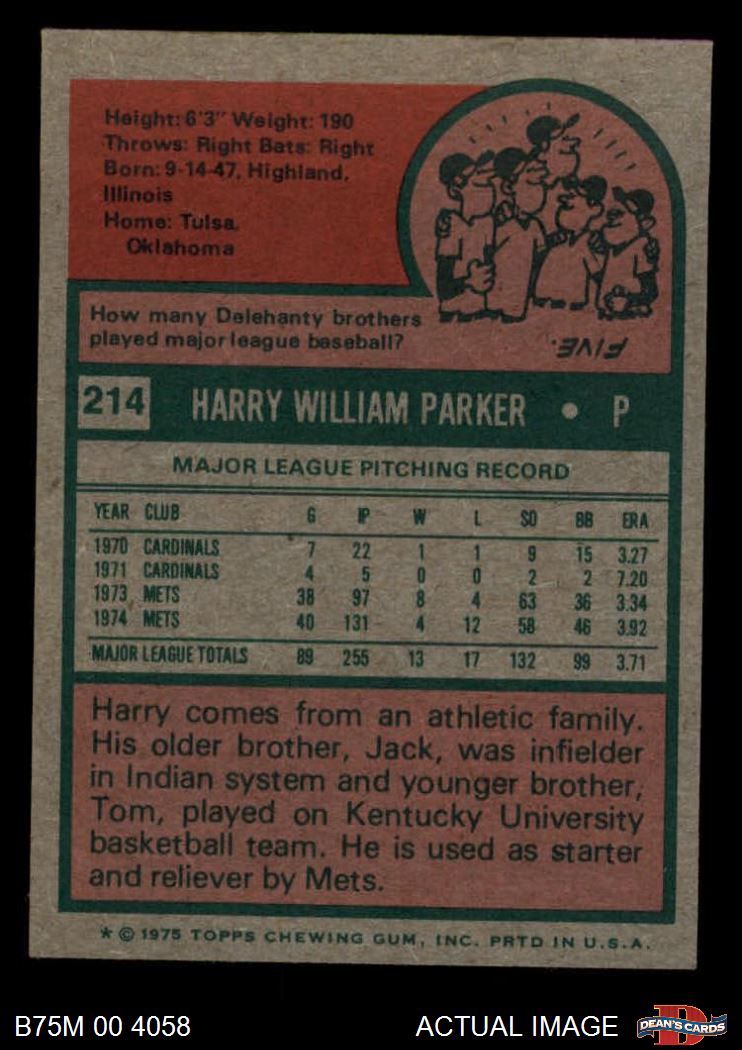 Height: 6'3" Weight: 190
Throws: Right Bats: Right
Born: 9-14-47, Highland,
Illinois
Home: Tulsa,
Oklahoma
How many Delehanty brothers
played major league baseball?
FIVE.
214 HARRY WILLIAM PARKER • P
MAJOR LEAGUE PITCHING RECORD
YEAR CLUB G IP W L SO BB ERA
1970 CARDINALS 7 22 1 1 9 15 3.27
1971 CARDINALS 4 5 0 0 2 2 7.20
1973 METS 38 97 8 4 63 36 3.34
1974 METS 40 131 4 12 58 46 3.92
MAJOR LEAGUE TOTALS 89 255 13 17 132 99 3.71
Harry comes from an athletic family.
His older brother, Jack, was infielder
in Indian system and younger brother,
Tom, played on Kentucky University
basketball team. He is used as starter
and reliever by Mets.
* © 1975 TOPPS CHEWING GUM, INC. PRTD IN U.S.A.
B75M 00 4058 ACTUAL IMAGE D DEAN'S CARDS